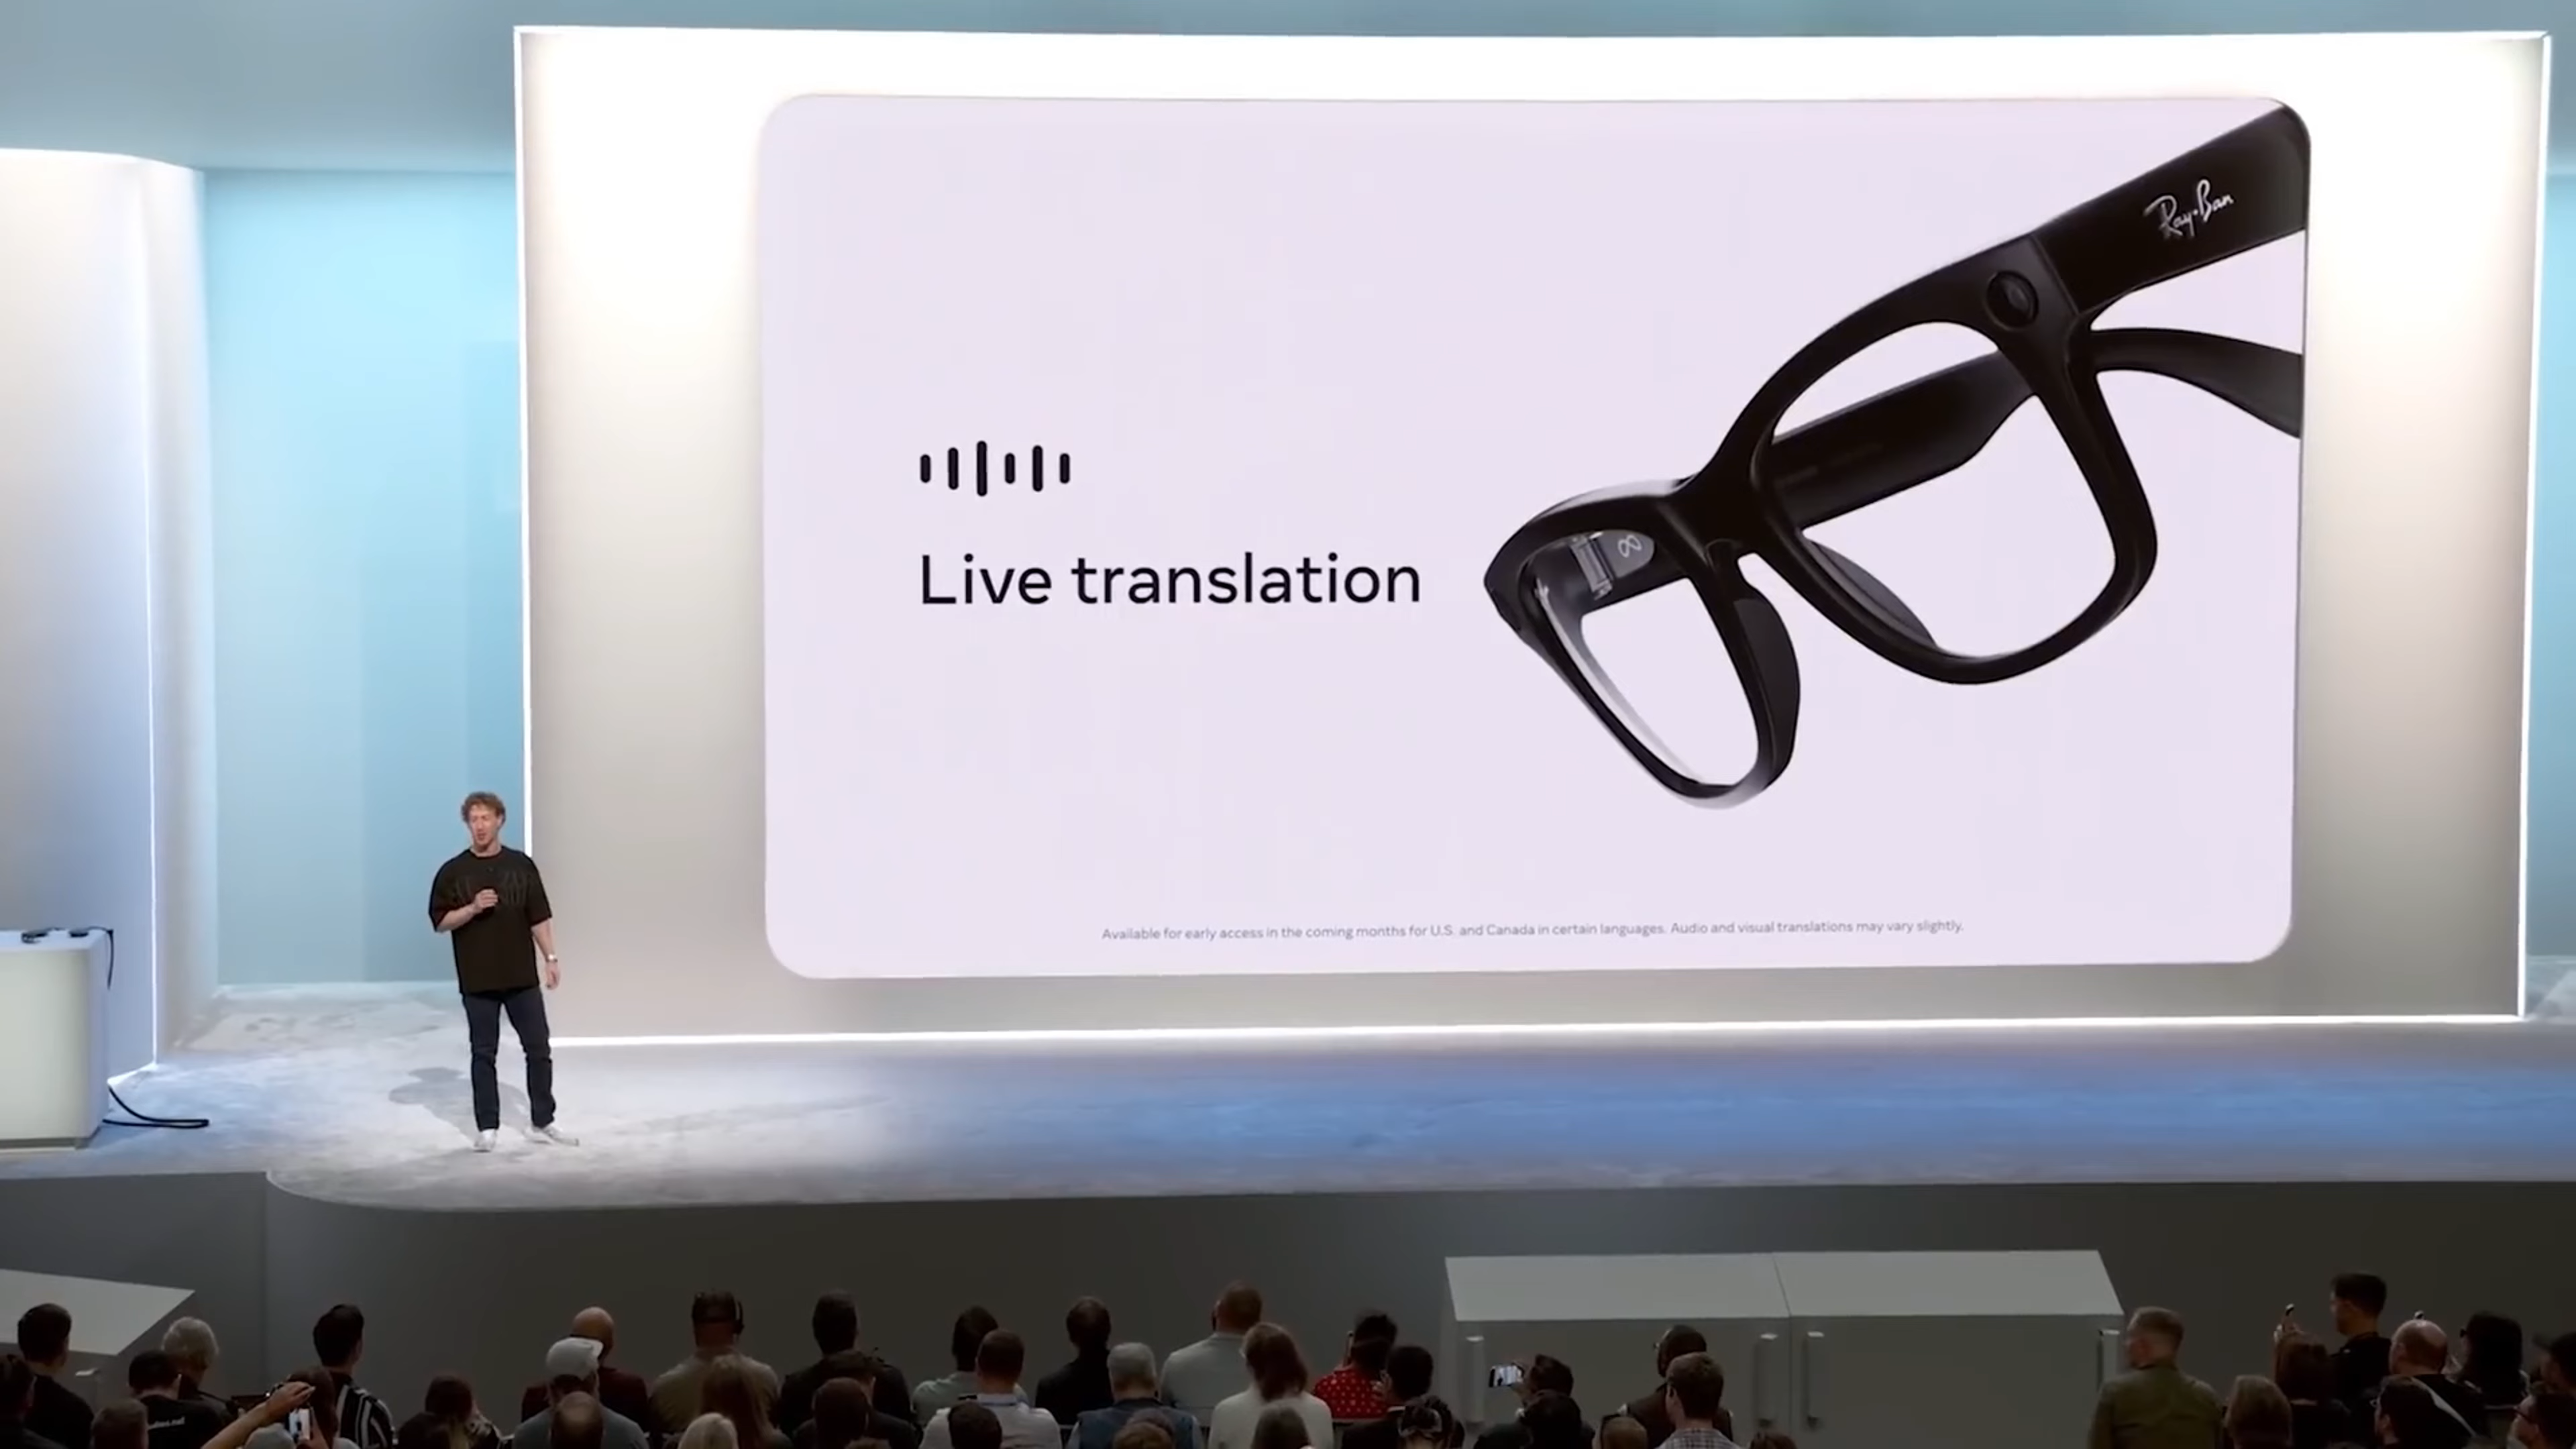 Ray-Ban
Live translation
Available for early access in the coming months for U.S. and Canada in certain languages. Audio and visual translations may vary slightly.